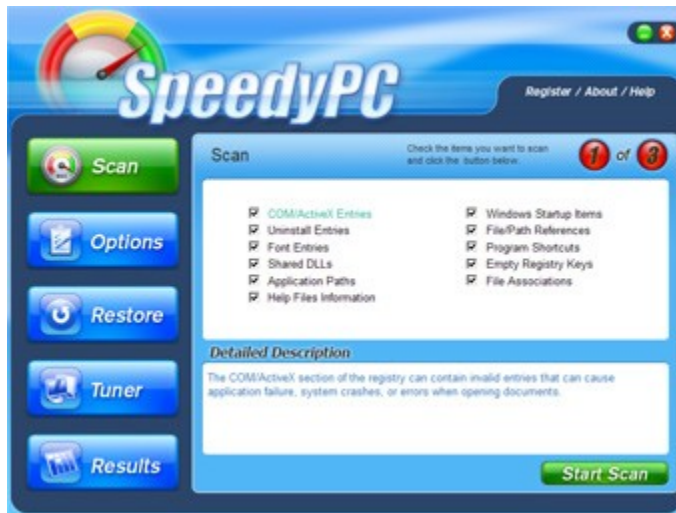 SpeedyPC
Register / About / Help
Scan
Options
Restore
Tuner
Results
Scan
Check the items you want to scan
and click the button below.
1 of 3
COM/ActiveX Entries
Uninstall Entries
Font Entries
Shared DLLs
Application Paths
Help Files Information
Windows Startup Items
File/Path References
Program Shortcuts
Empty Registry Keys
File Associations
Detailed Description
The COM/ActiveX section of the registry can contain invalid entries that can cause
application failure, system crashes, or errors when opening documents.
Start Scan